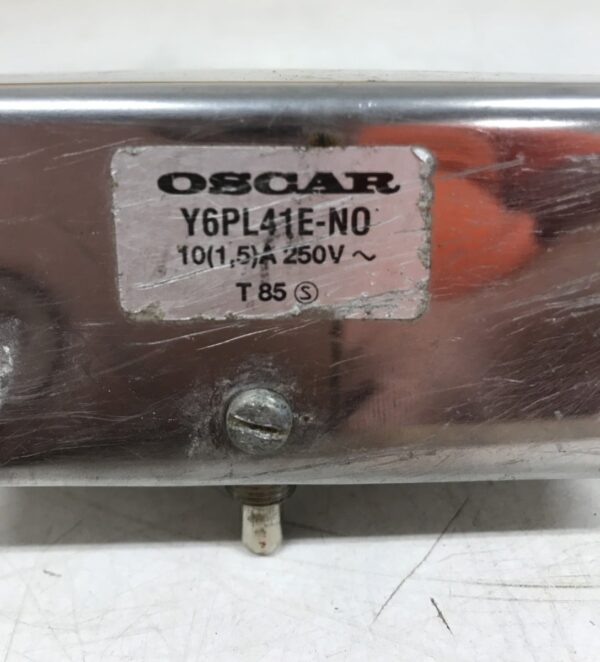 OSCAR
Y6PL41E-NO
10(1,5)A 250V ~
T 85 Ⓢ